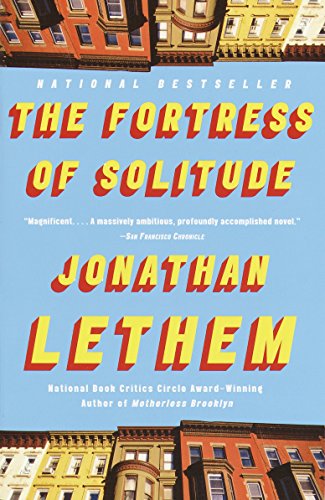 NATIONAL BESTSELLER
THE FORTRESS
OF SOLITUDE
"Magnificent. . . . A massively ambitious, profoundly accomplished novel."
—SAN FRANCISCO CHRONICLE
JONATHAN
LETHEM
National Book Critics Circle Award-Winning
Author of Motherless Brooklyn